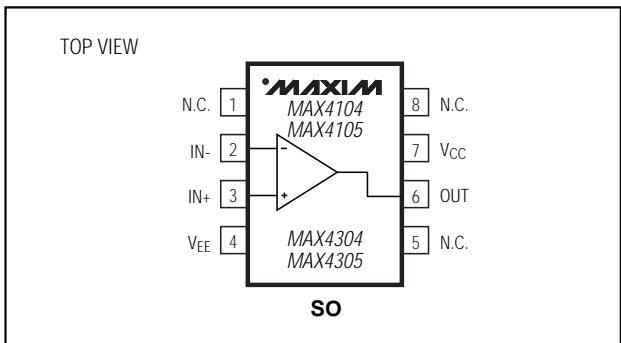 TOP VIEW
MAXIM
N.C. 1 MAX4104 8 N.C.
MAX4105
IN- 2 - 7 VCC
IN+ 3 + 6 OUT
VEE 4 MAX4304 5 N.C.
MAX4305
SO